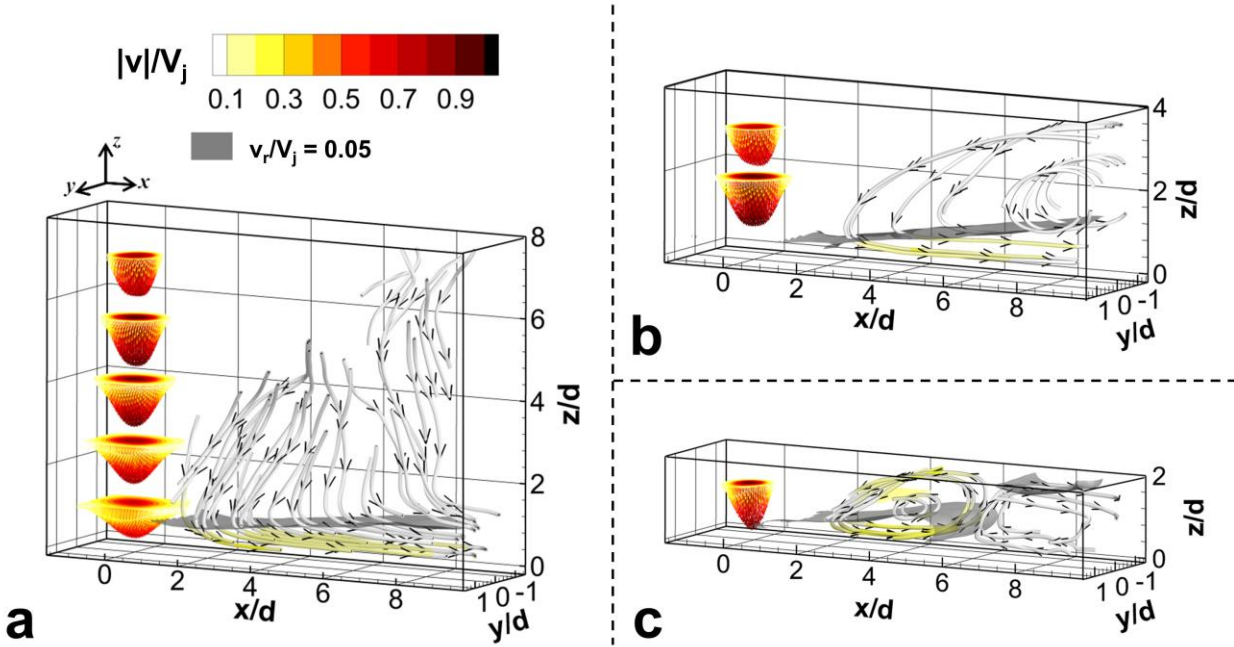 |v|/Vj
0.1 0.3 0.5 0.7 0.9
vr/Vj = 0.05
z
y x
8
6
4
2
0
z/d
0 2 4 6 8
x/d
1 0 -1
y/d
a
4
2
0
z/d
0 2 4 6 8
x/d
1 0 -1
y/d
b
2
0
z/d
0 2 4 6 8
x/d
1 0 -1
y/d
c